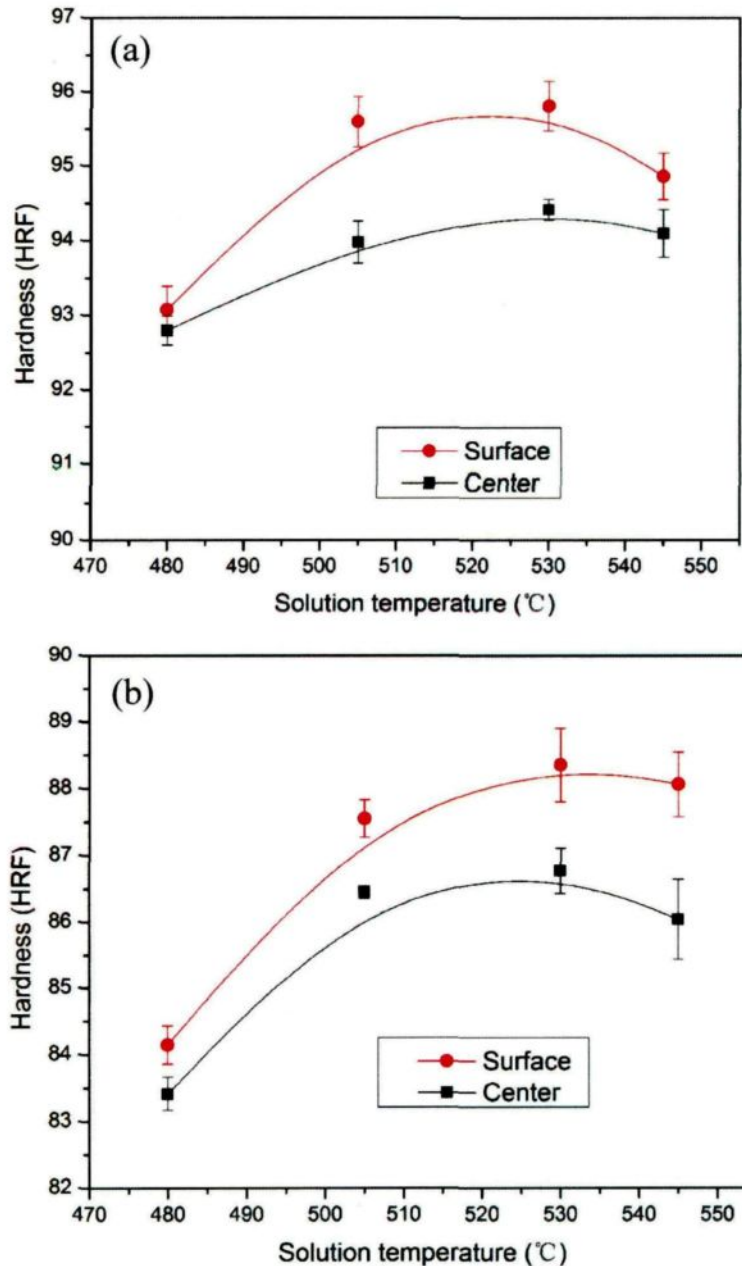 (a)
97
96
95
94
93
92
91
90
Hardness (HRF)
Surface
Center
470 480 490 500 510 520 530 540 550
Solution temperature (℃)
(b)
90
89
88
87
86
85
84
83
82
Hardness (HRF)
Surface
Center
470 480 490 500 510 520 530 540 550
Solution temperature (℃)